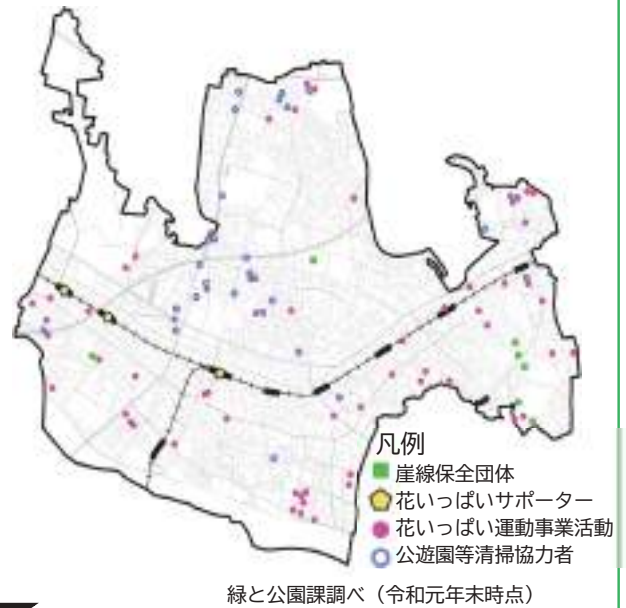 凡例
崖線保全団体
花いっぱいサポーター
花いっぱい運動事業活動
公遊園等清掃協力者
緑と公園課調べ（令和元年末時点）